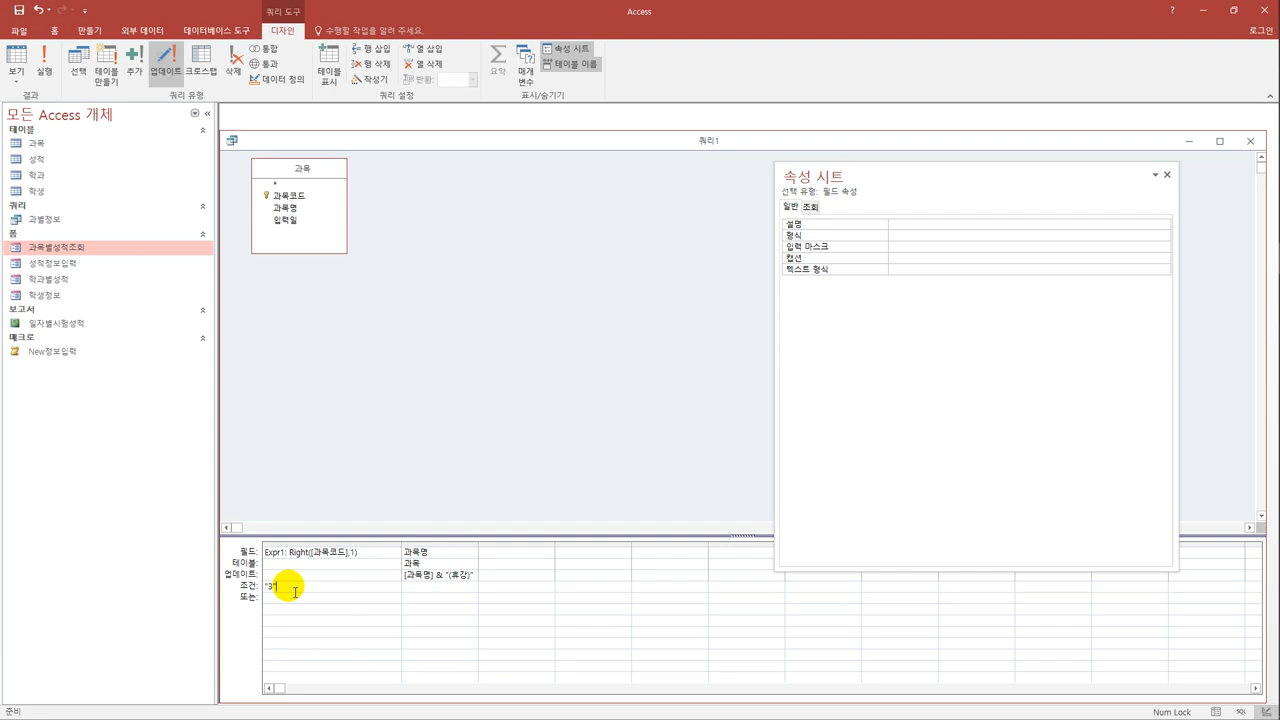 쿼리 도구
Access
?
파일 홈 만들기 외부 데이터 데이터베이스 도구 디자인 수행할 작업을 알려 주세요.
로그인
보기 실행 선택 테이블 만들기 추가 업데이트 크로스탭 삭제
통합
통과
데이터 정의
테이블 표시
행 삽입
행 삭제
작성기
열 삽입
열 삭제
반환:
요약
매개 변수
속성 시트
테이블 이름
결과 쿼리 유형 쿼리 설정 표시/숨기기
모든 Access 개체
테이블
과목
성적
학과
학생
쿼리
과별정보
폼
과목별성적조회
성적정보입력
학과별성적
학생정보
보고서
일자별시험성적
매크로
New정보입력
쿼리1
과목
*
과목코드
과목명
입력일
속성 시트
선택 유형: 필드 속성
일반 조회
설명
형식
입력 마스크
캡션
텍스트 형식
필드: Expr1: Right([과목코드],1) 과목명
테이블: 과목
업데이트: [과목명] & "(휴강)"
조건: "3"
또는:
준비
Num Lock
SQL